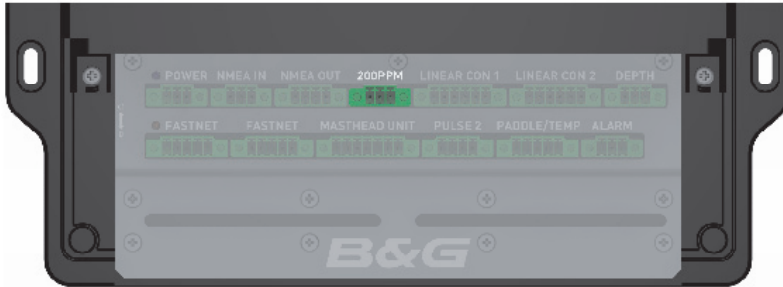 POWER NMEA IN NMEA OUT 200PPM LINEAR CON 1 LINEAR CON 2 DEPTH
FASTNET FASTNET MASTHEAD UNIT PULSE 2 PADDLE/TEMP ALARM
B&G